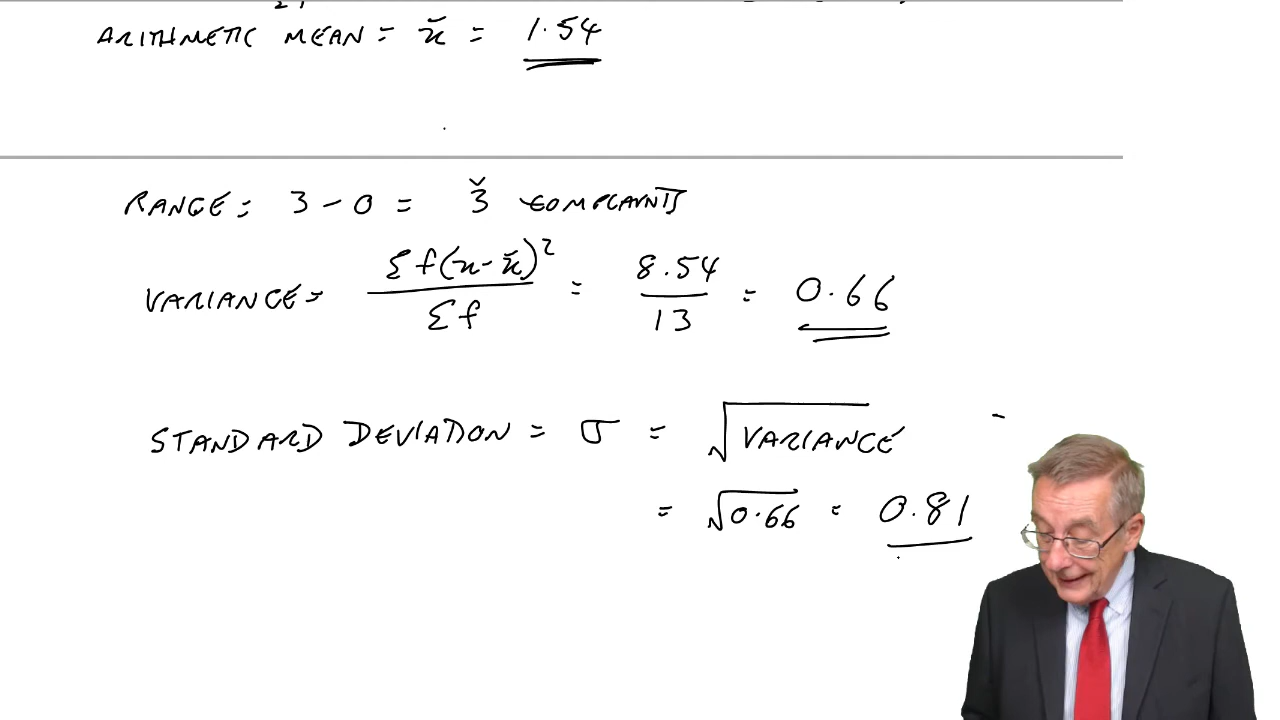 ARITHMETIC MEAN = x̄ = 1.54
RANGE = 3 - 0 = 3 COMPLAINTS
VARIANCE = Σf(x-x̄)² / Σf = 8.54 / 13 = 0.66
STANDARD DEVIATION = σ = √VARIANCE
= √0.66 = 0.81